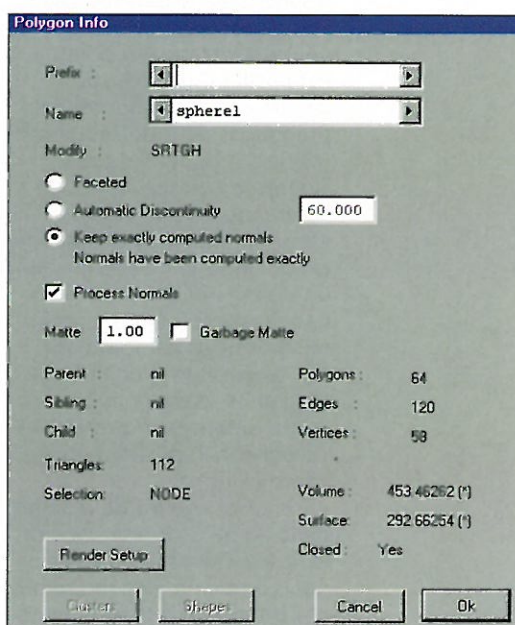 Polygon Info
Prefix :
Name : sphere1
Modify : SRTGH
Faceted
Automatic Discontinuity 60.000
Keep exactly computed normals
Normals have been computed exactly
Process Normals
Matte 1.00 Garbage Matte
Parent : nil Polygons : 64
Sibling : nil Edges : 120
Child : nil Vertices : 58
Triangles: 112
Selection: NODE Volume : 453.46262 (*)
Surface: 292.66254 (*)
Closed : Yes
Render Setup
Clusters Shapes Cancel Ok